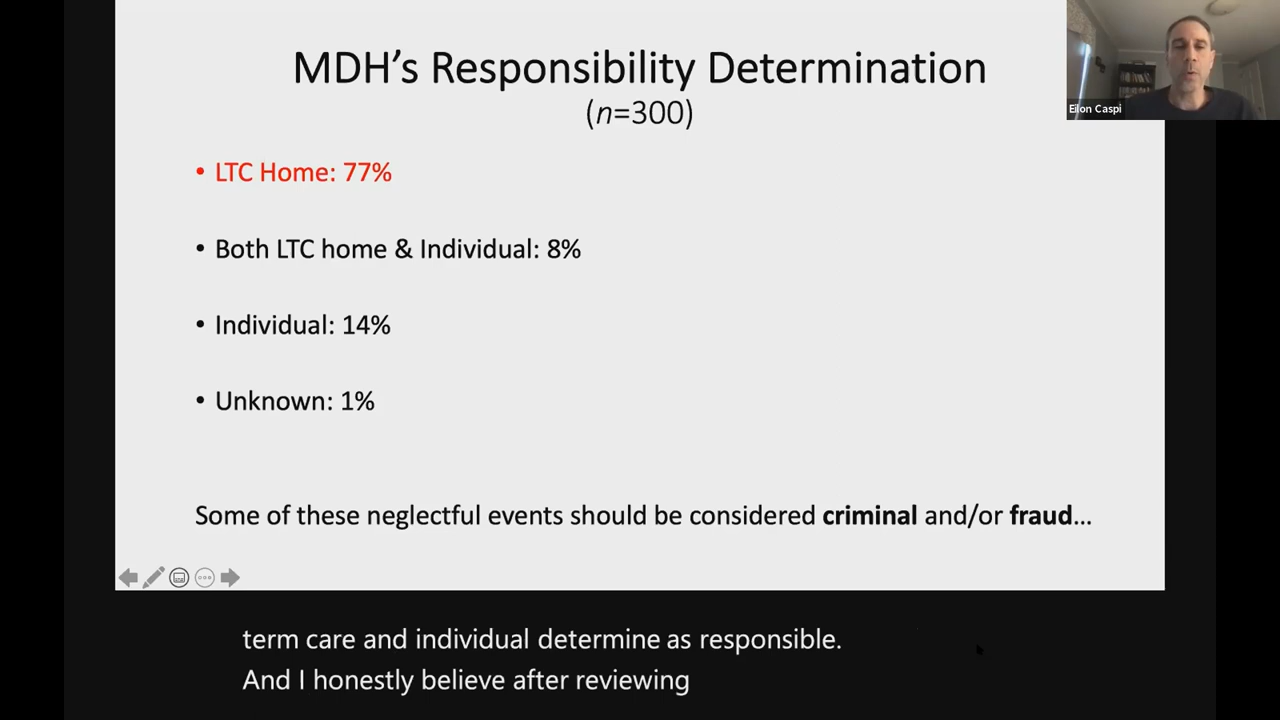 MDH’s Responsibility Determination
(n=300)
Eilon Caspi
• LTC Home: 77%
• Both LTC home & Individual: 8%
• Individual: 14%
• Unknown: 1%
Some of these neglectful events should be considered criminal and/or fraud…
term care and individual determine as responsible.
And I honestly believe after reviewing